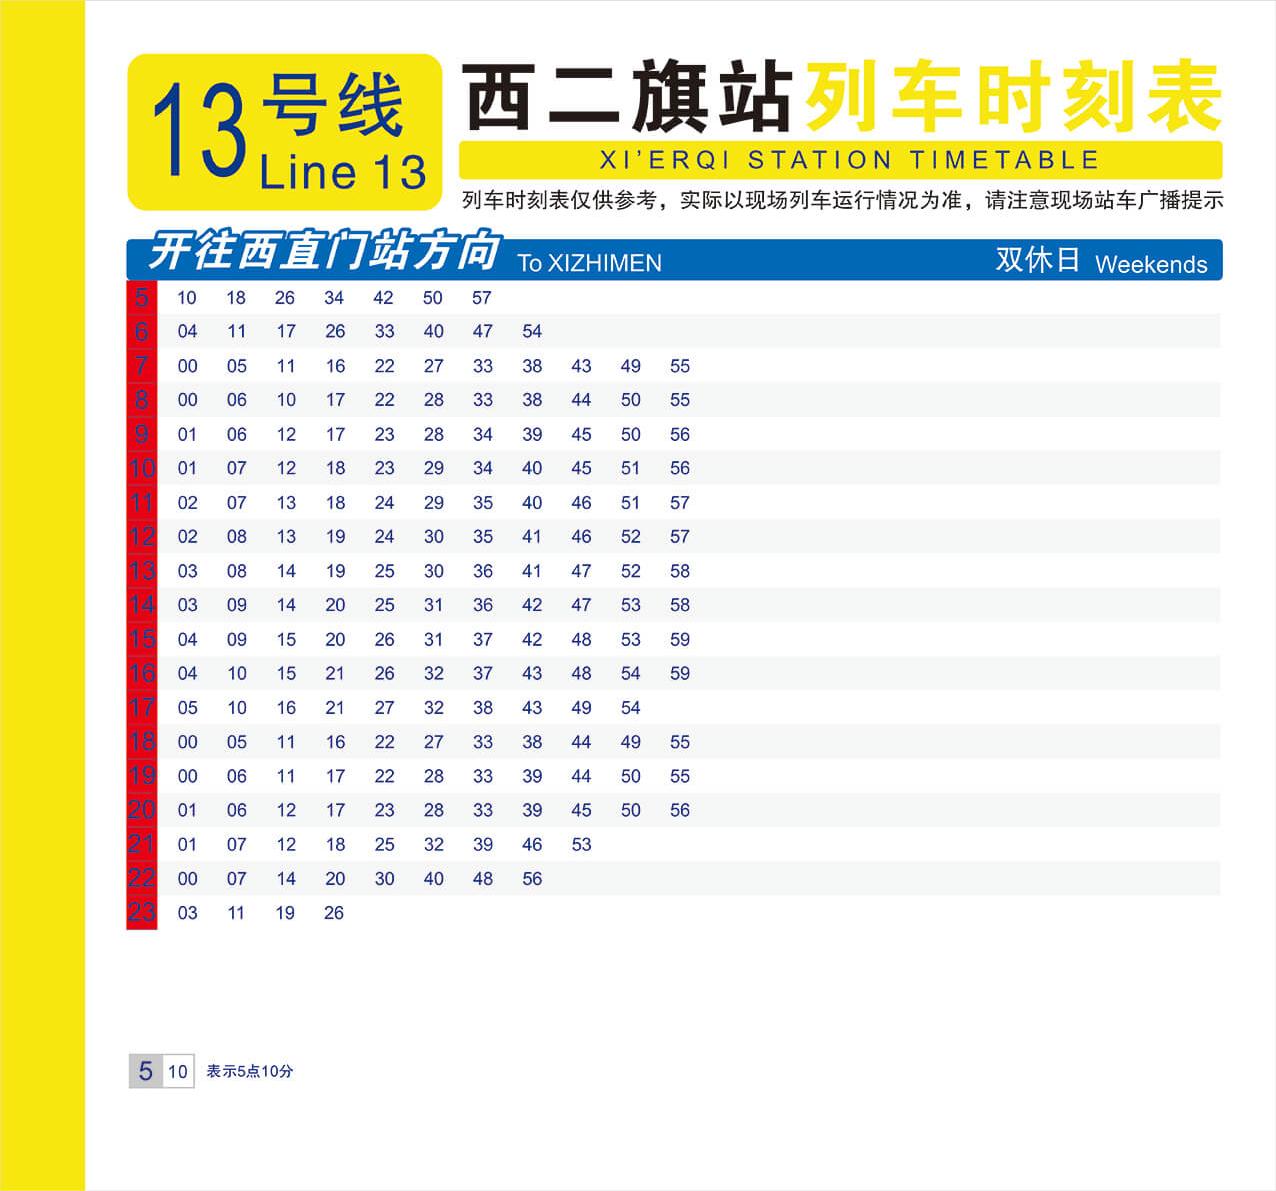 13号线
Line 13
西二旗站列车时刻表
XI'ERQI STATION TIMETABLE
列车时刻表仅供参考，实际以现场列车运行情况为准，请注意现场站车广播提示
开往西直门站方向 To XIZHIMEN 双休日 Weekends
5 10 18 26 34 42 50 57
6 04 11 17 26 33 40 47 54
7 00 05 11 16 22 27 33 38 43 49 55
8 00 06 10 17 22 28 33 38 44 50 55
9 01 06 12 17 23 28 34 39 45 50 56
10 01 07 12 18 23 29 34 40 45 51 56
11 02 07 13 18 24 29 35 40 46 51 57
12 02 08 13 19 24 30 35 41 46 52 57
13 03 08 14 19 25 30 36 41 47 52 58
14 03 09 14 20 25 31 36 42 47 53 58
15 04 09 15 20 26 31 37 42 48 53 59
16 04 10 15 21 26 32 37 43 48 54 59
17 05 10 16 21 27 32 38 43 49 54
18 00 05 11 16 22 27 33 38 44 49 55
19 00 06 11 17 22 28 33 39 44 50 55
20 01 06 12 17 23 28 33 39 45 50 56
21 01 07 12 18 25 32 39 46 53
22 00 07 14 20 30 40 48 56
23 03 11 19 26
5 10 表示5点10分